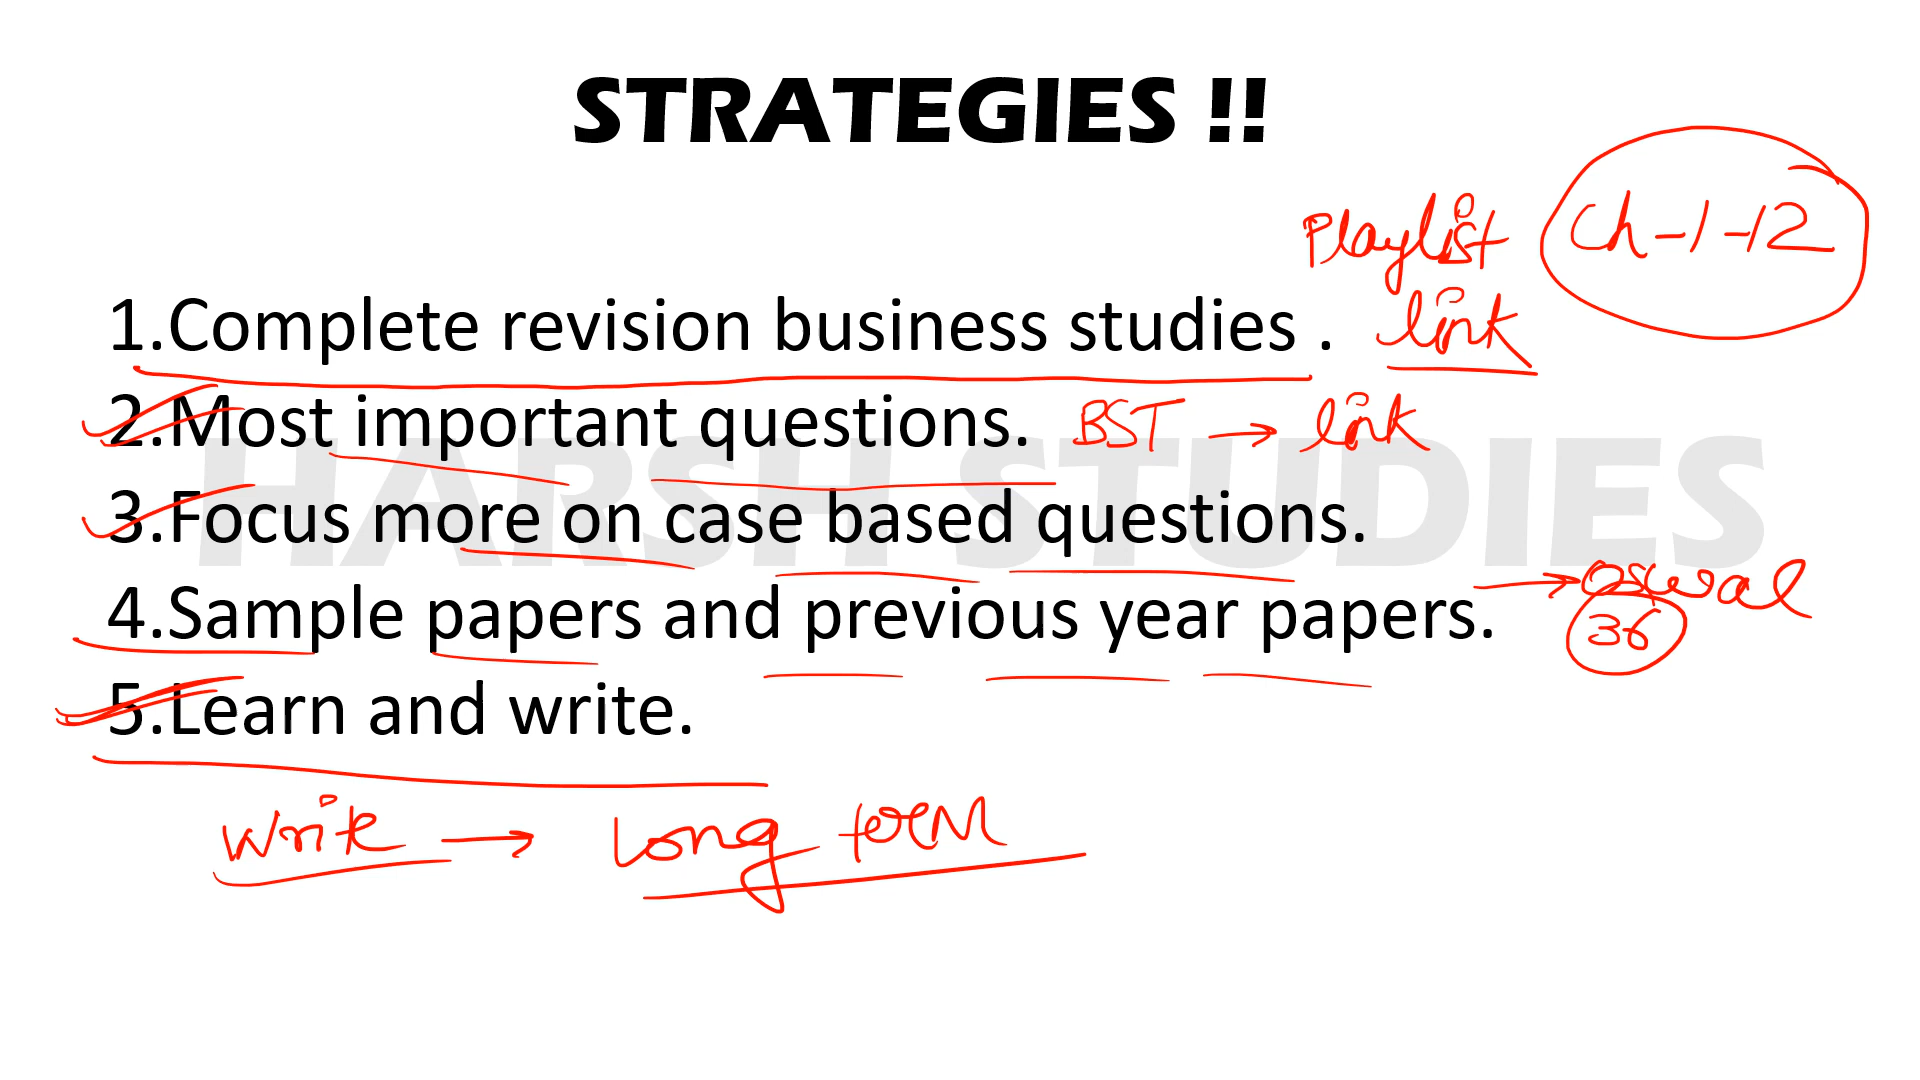 STRATEGIES !!
Playlist Ch-1-12
1.Complete revision business studies . link
2.Most important questions. BST → link
HARSH STUDIES
3.Focus more on case based questions.
4.Sample papers and previous year papers. → oswal
36
5.Learn and write.
write → long term